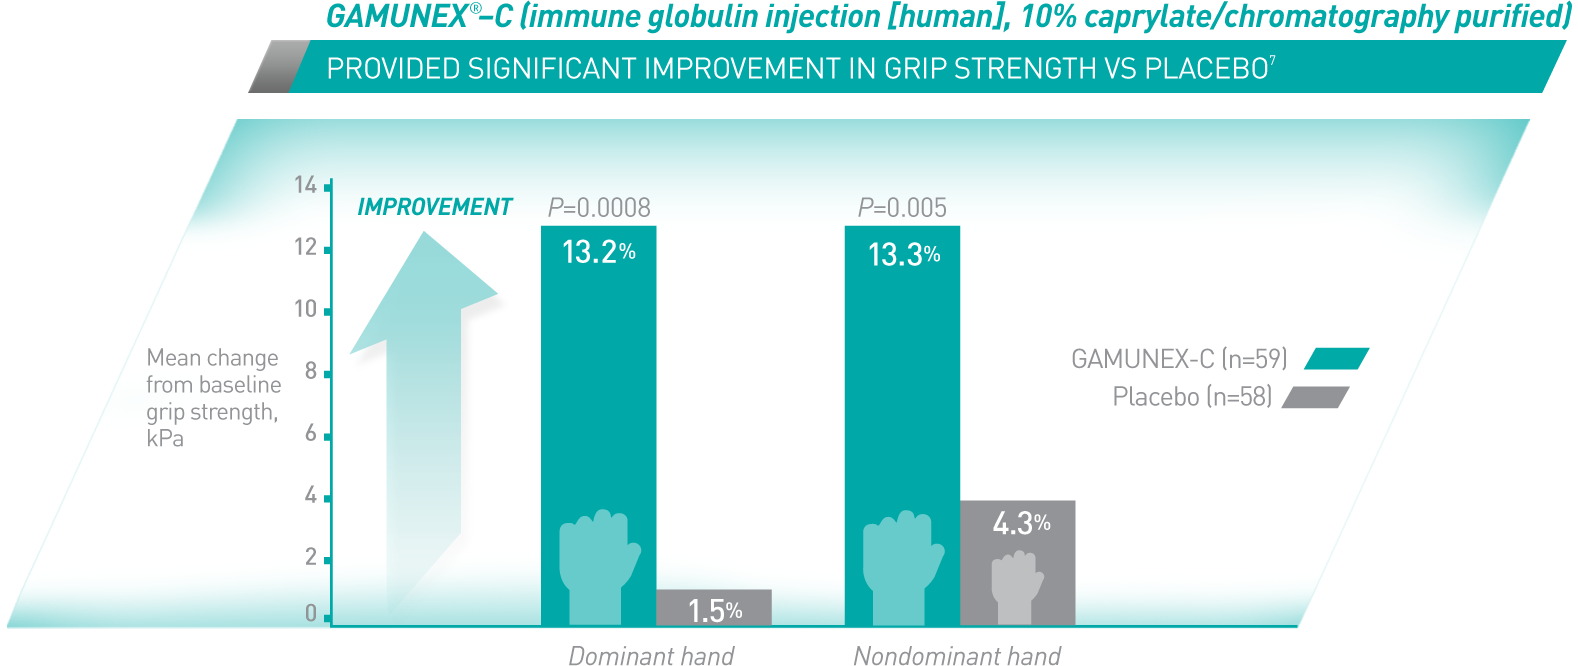 GAMUNEX®–C (immune globulin injection [human], 10% caprylate/chromatography purified)
PROVIDED SIGNIFICANT IMPROVEMENT IN GRIP STRENGTH VS PLACEBO7
14
12
10
8
6
4
2
0
Mean change
from baseline
grip strength,
kPa
IMPROVEMENT
P=0.0008
13.2%
1.5%
P=0.005
13.3%
4.3%
GAMUNEX-C (n=59)
Placebo (n=58)
Dominant hand
Nondominant hand